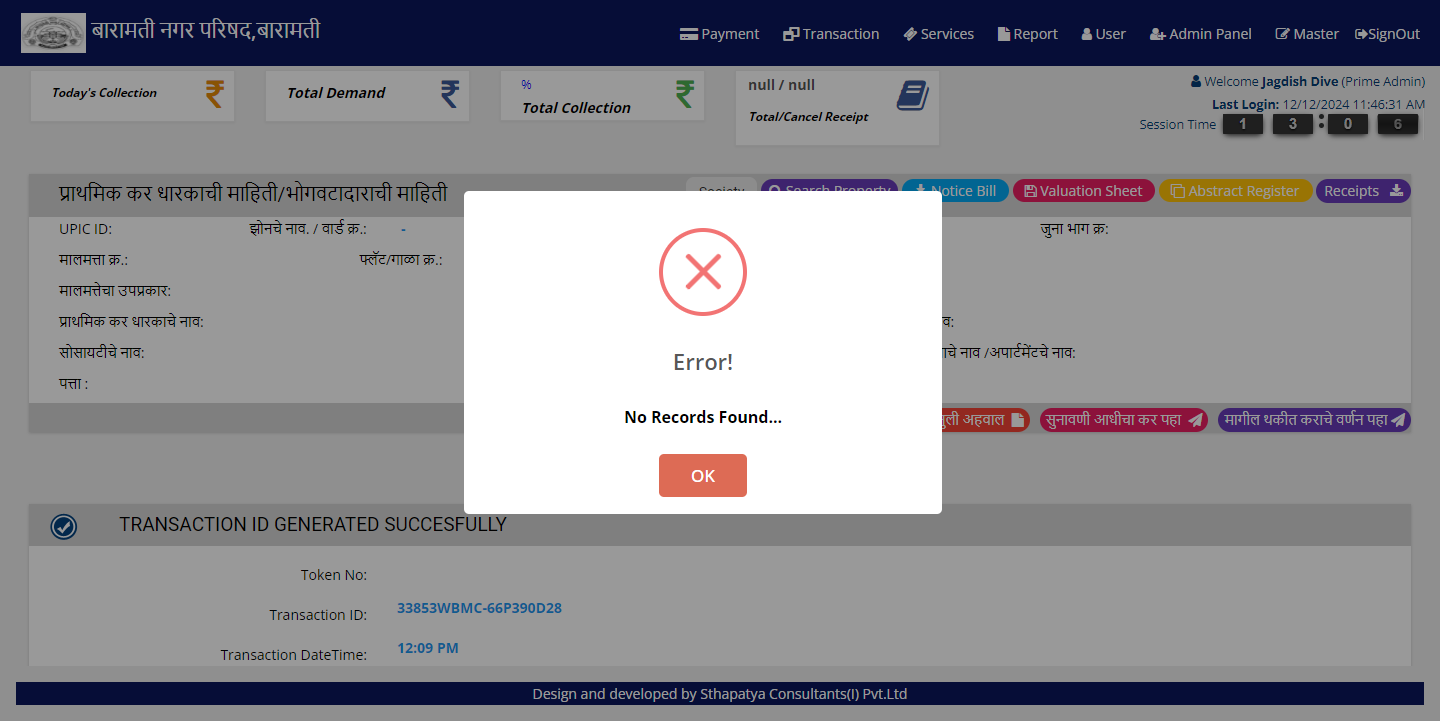 बारामती नगर परिषद,बारामती
Payment Transaction Services Report User Admin Panel Master SignOut
Today's Collection
Total Demand
%
Total Collection
null / null
Total/Cancel Receipt
Welcome Jagdish Dive (Prime Admin)
Last Login: 12/12/2024 11:46:31 AM
Session Time 1 3 : 0 6
प्राथमिक कर धारकाची माहिती/भोगवटादाराची माहिती
Society Search Property Notice Bill Valuation Sheet Abstract Register Receipts
UPIC ID: झोनचे नाव. / वार्ड क्र.: - जुना भाग क्र:
मालमत्ता क्र.: फ्लॅट/गाळा क्र.:
मालमत्तेचा उपप्रकार:
प्राथमिक कर धारकाचे नाव: व:
सोसायटीचे नाव: चे नाव /अपार्टमेंटचे नाव:
पत्ता :
ुली अहवाल सुनावणी आधीचा कर पहा मागील थकीत कराचे वर्णन पहा
Error!
No Records Found...
OK
TRANSACTION ID GENERATED SUCCESFULLY
Token No:
Transaction ID: 33853WBMC-66P390D28
Transaction DateTime: 12:09 PM
Design and developed by Sthapatya Consultants(I) Pvt.Ltd